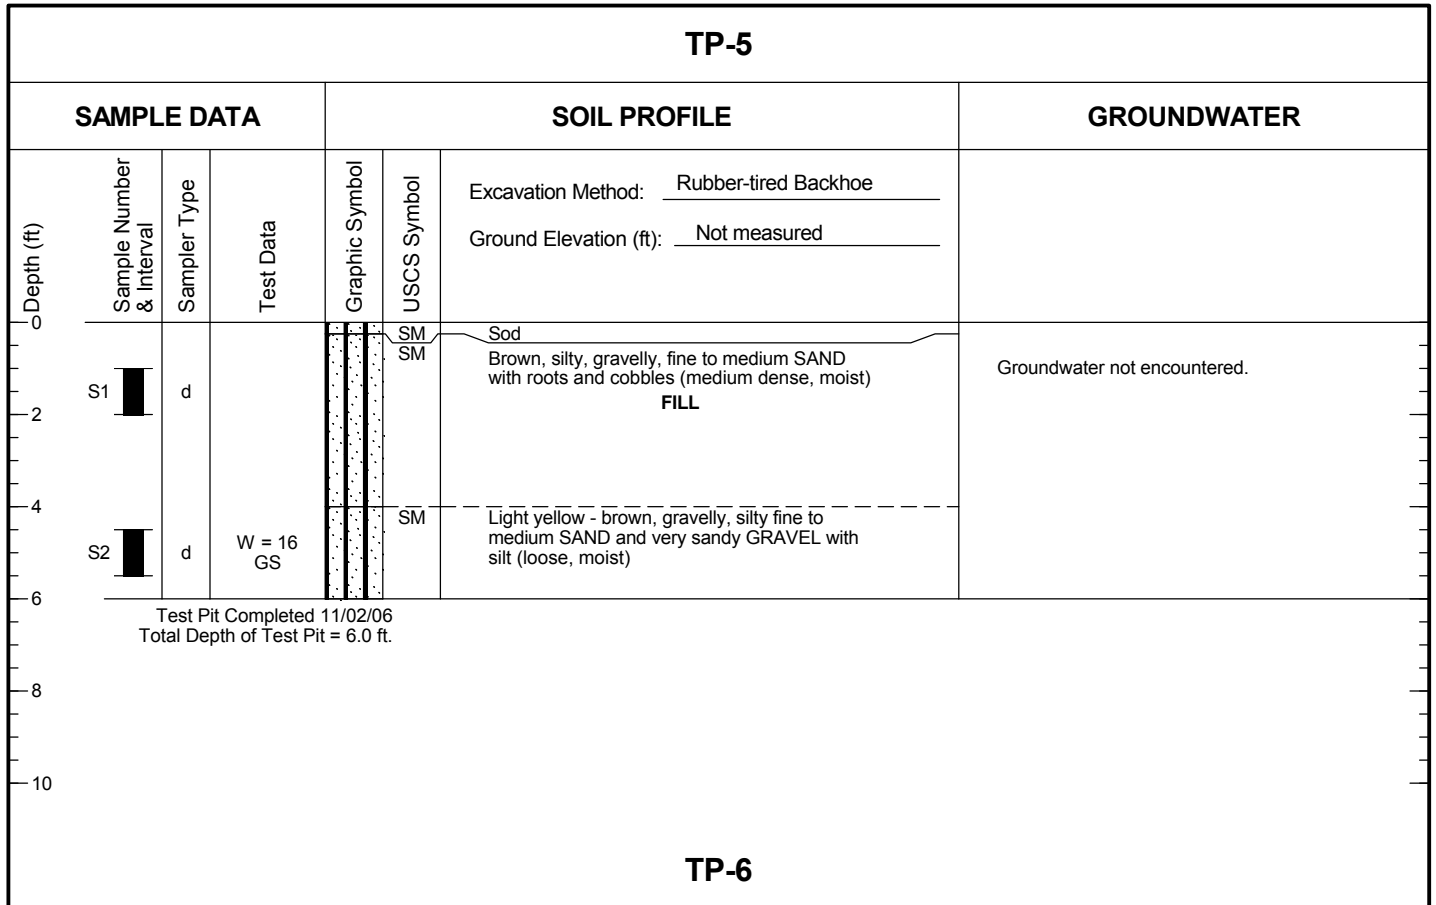 TP-5
SAMPLE DATA
SOIL PROFILE
GROUNDWATER
Depth (ft)
Sample Number
& Interval
Sampler Type
Test Data
Graphic Symbol
USCS Symbol
Excavation Method: Rubber-tired Backhoe
Ground Elevation (ft): Not measured
0
SM
Sod
SM
Brown, silty, gravelly, fine to medium SAND
with roots and cobbles (medium dense, moist)
FILL
Groundwater not encountered.
S1
d
2
4
SM
Light yellow - brown, gravelly, silty fine to
medium SAND and very sandy GRAVEL with
silt (loose, moist)
S2
d
W = 16
GS
6
Test Pit Completed 11/02/06
Total Depth of Test Pit = 6.0 ft.
8
10
TP-6